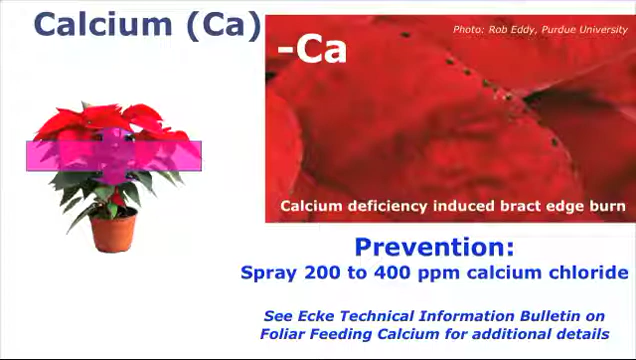 Calcium (Ca)
Photo: Rob Eddy, Purdue University
-Ca
Calcium deficiency induced bract edge burn
Prevention:
Spray 200 to 400 ppm calcium chloride
See Ecke Technical Information Bulletin on
Foliar Feeding Calcium for additional details